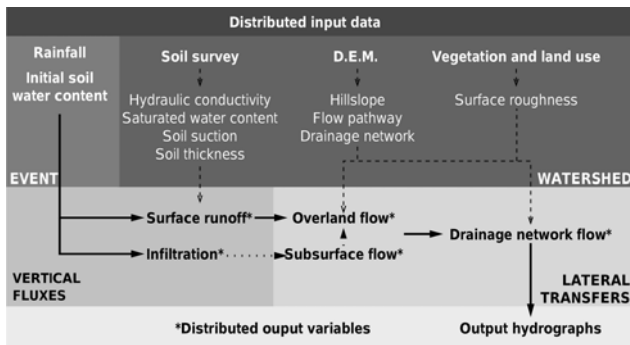 Distributed input data
Rainfall
Initial soil
water content
Soil survey
Hydraulic conductivity
Saturated water content
Soil suction
Soil thickness
D.E.M.
Hillslope
Flow pathway
Drainage network
Vegetation and land use
Surface roughness
EVENT
WATERSHED
Surface runoff*
Overland flow*
Drainage network flow*
Infiltration*
Subsurface flow*
VERTICAL
FLUXES
LATERAL
TRANSFERS
*Distributed ouput variables
Output hydrographs